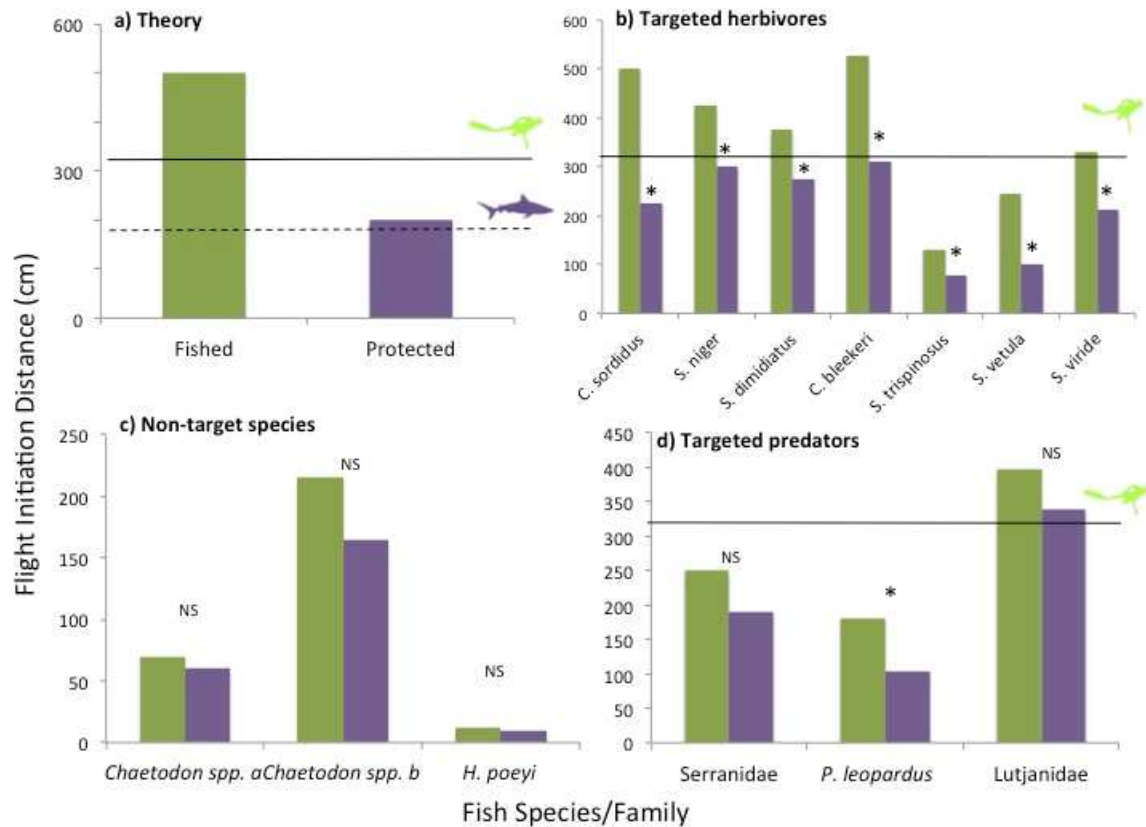 a) Theory
600
300
0
Fished
Protected
b) Targeted herbivores
600
500
400
300
200
100
0
*
*
*
*
*
*
*
C. sordidus
S. niger
S. dimidiatus
C. bleekeri
S. trispinosus
S. vetula
S. viride
c) Non-target species
250
200
150
100
50
0
NS
NS
NS
Chaetodon spp. a
Chaetodon spp. b
H. poeyi
d) Targeted predators
450
400
350
300
250
200
150
100
50
0
NS
*
NS
Serranidae
P. leopardus
Lutjanidae
Flight Initiation Distance (cm)
Fish Species/Family